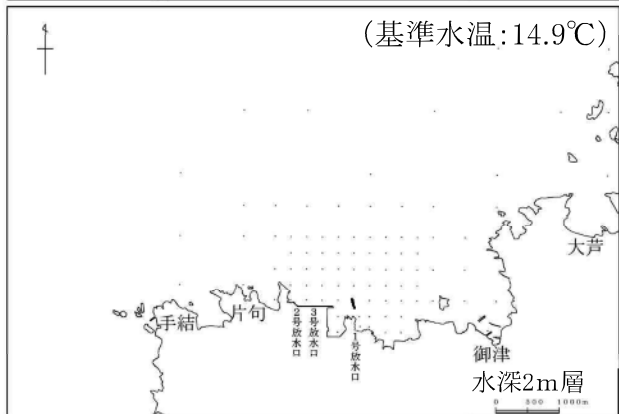 (基準水温:14.9℃)
大芦
手結
片句
2号放水口
3号放水口
1号放水口
御津
水深2m層
0 500 1000m